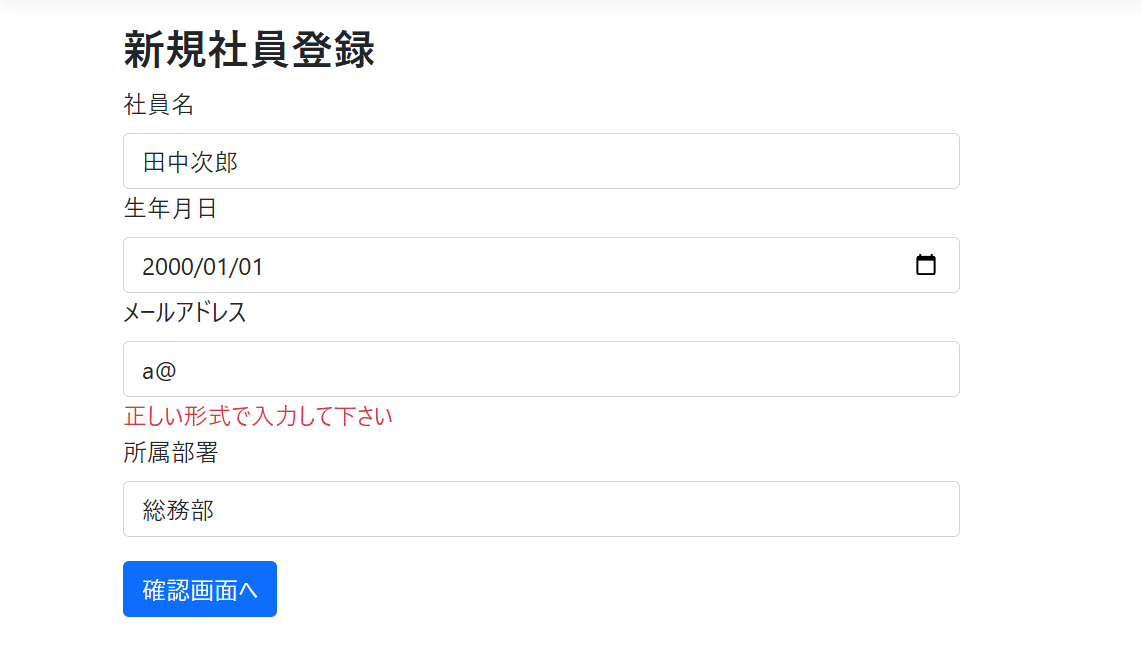 新規社員登録
社員名
田中次郎
生年月日
2000/01/01
メールアドレス
a@
正しい形式で入力して下さい
所属部署
総務部
確認画面へ